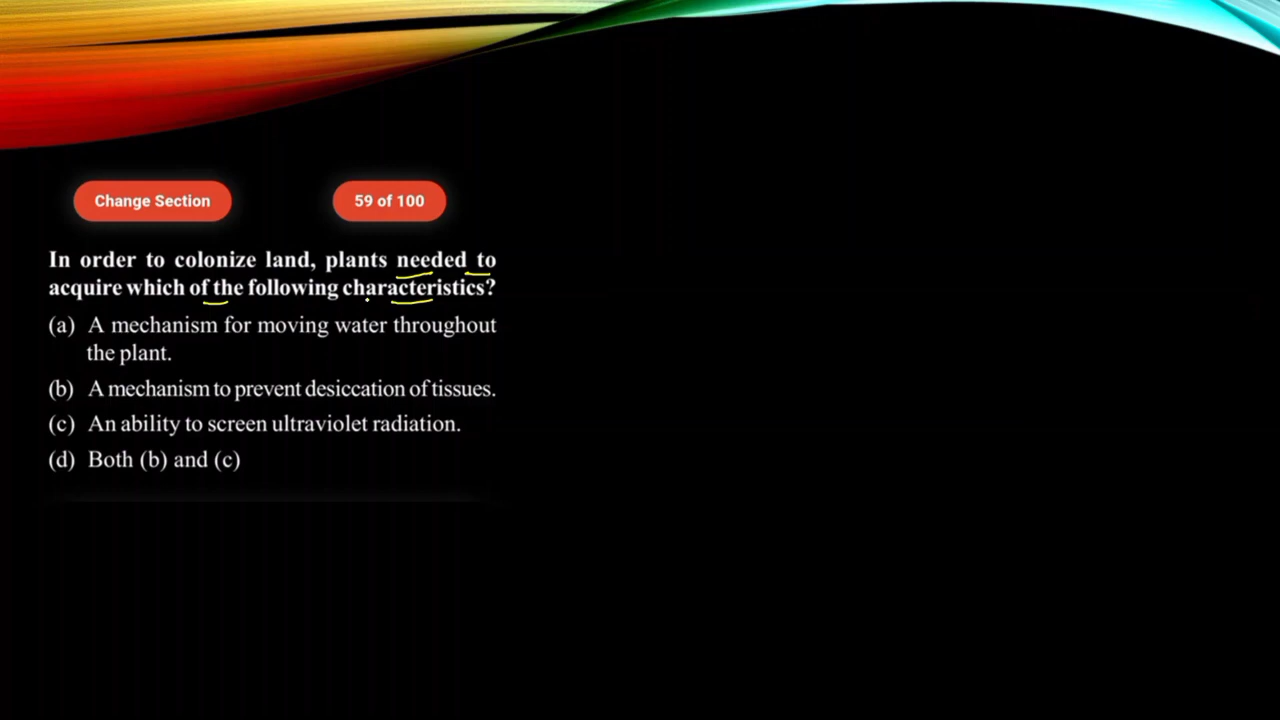 Change Section
59 of 100
In order to colonize land, plants needed to
acquire which of the following characteristics?
(a) A mechanism for moving water throughout
the plant.
(b) A mechanism to prevent desiccation of tissues.
(c) An ability to screen ultraviolet radiation.
(d) Both (b) and (c)